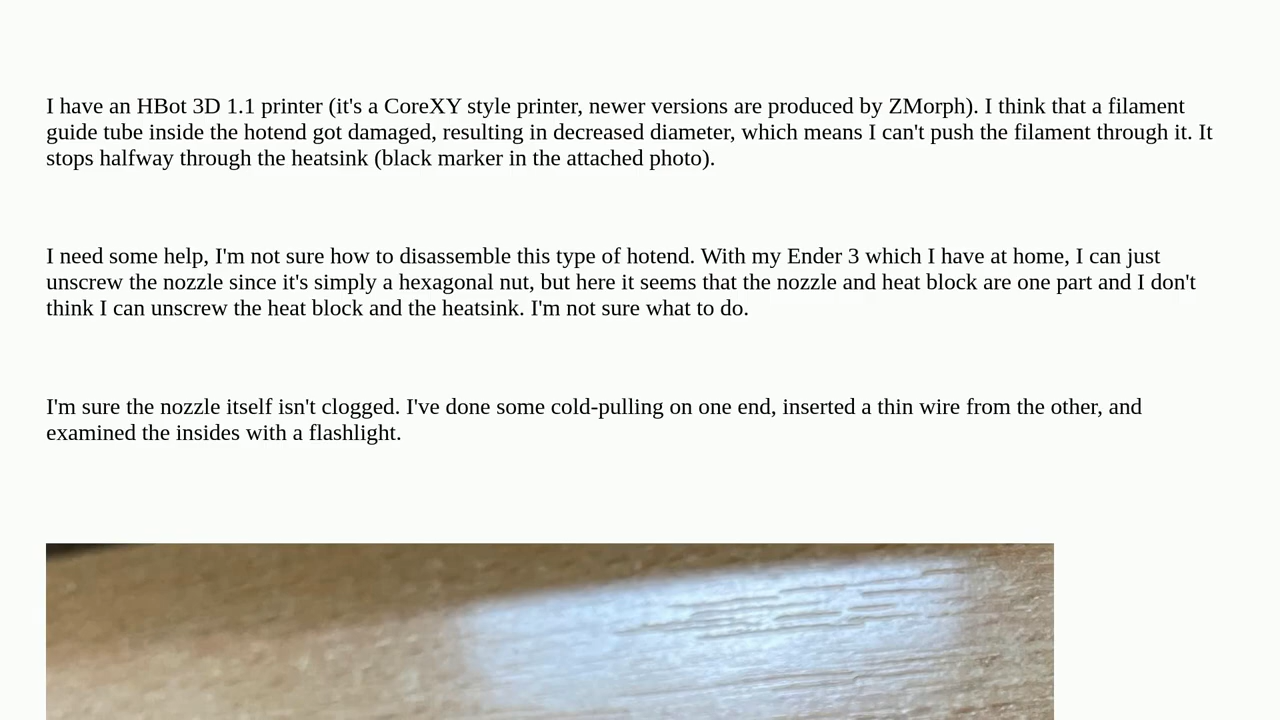 I have an HBot 3D 1.1 printer (it's a CoreXY style printer, newer versions are produced by ZMorph). I think that a filament
guide tube inside the hotend got damaged, resulting in decreased diameter, which means I can't push the filament through it. It
stops halfway through the heatsink (black marker in the attached photo).
I need some help, I'm not sure how to disassemble this type of hotend. With my Ender 3 which I have at home, I can just
unscrew the nozzle since it's simply a hexagonal nut, but here it seems that the nozzle and heat block are one part and I don't
think I can unscrew the heat block and the heatsink. I'm not sure what to do.
I'm sure the nozzle itself isn't clogged. I've done some cold-pulling on one end, inserted a thin wire from the other, and
examined the insides with a flashlight.